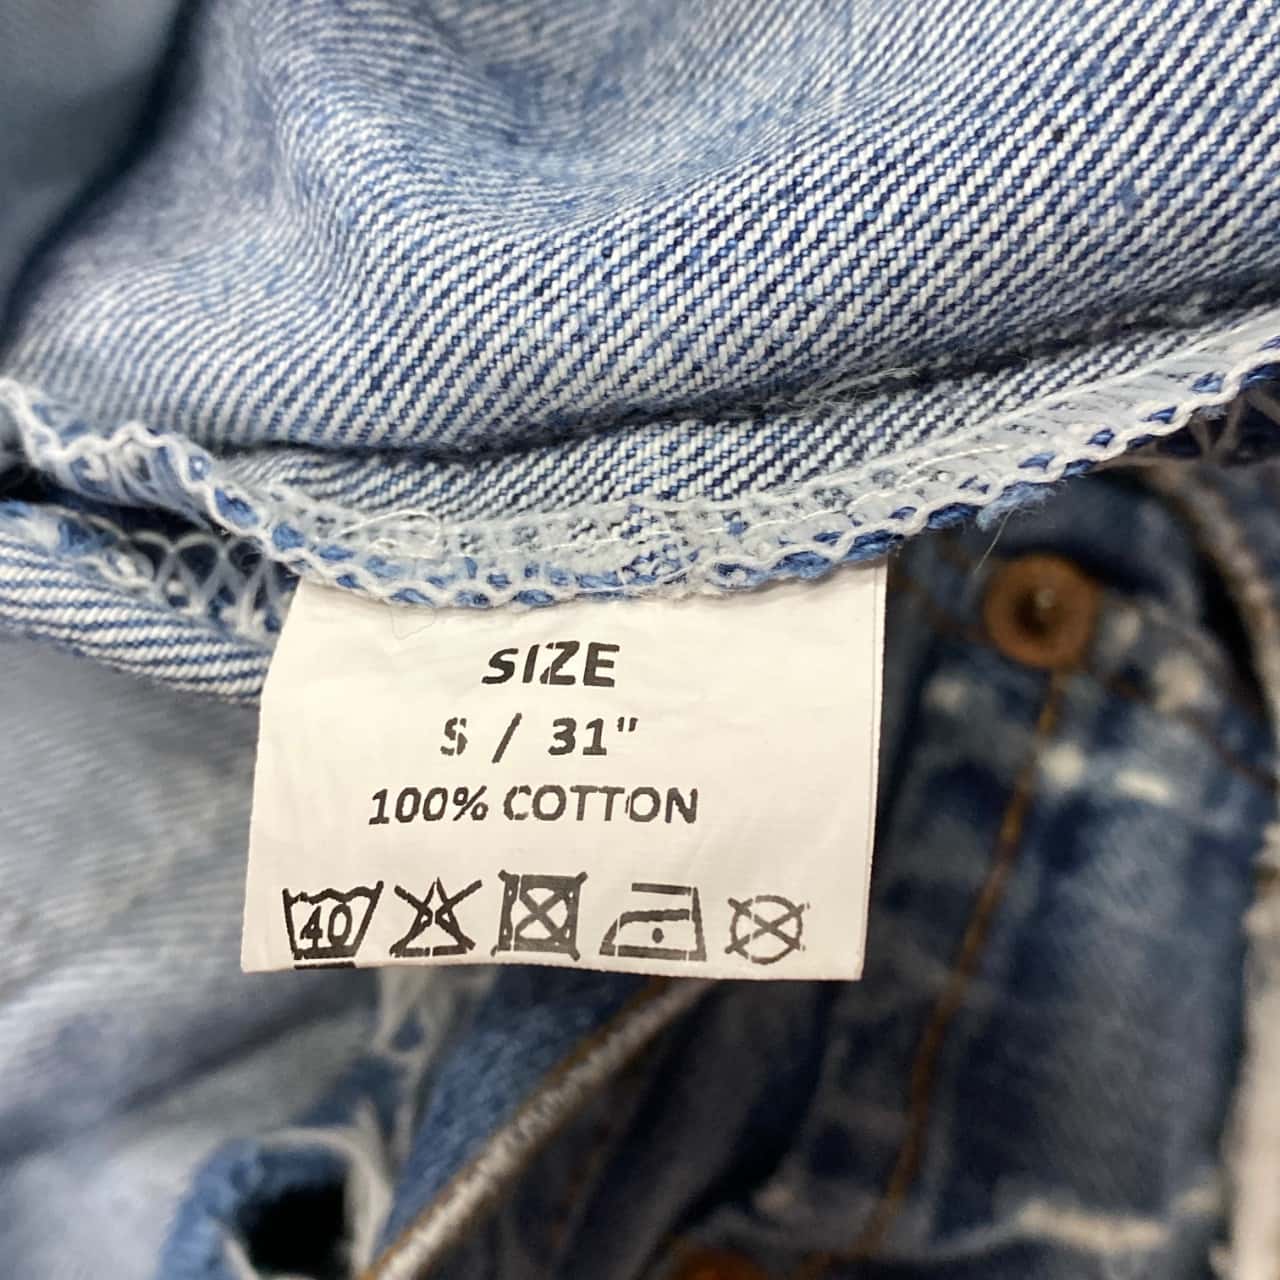 SIZE
S / 31"
100% COTTON
40